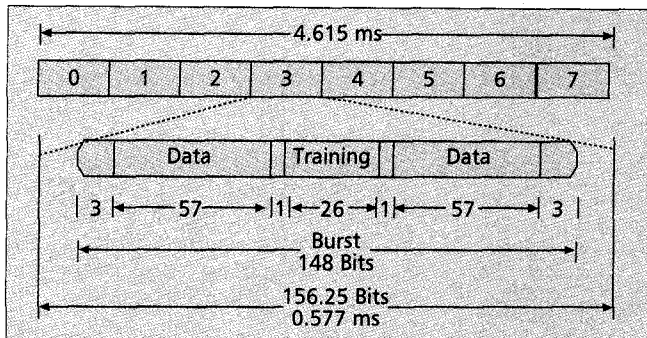 4.615 ms
0 1 2 3 4 5 6 7
Data Training Data
3 57 1 26 1 57 3
Burst
148 Bits
156.25 Bits
0.577 ms